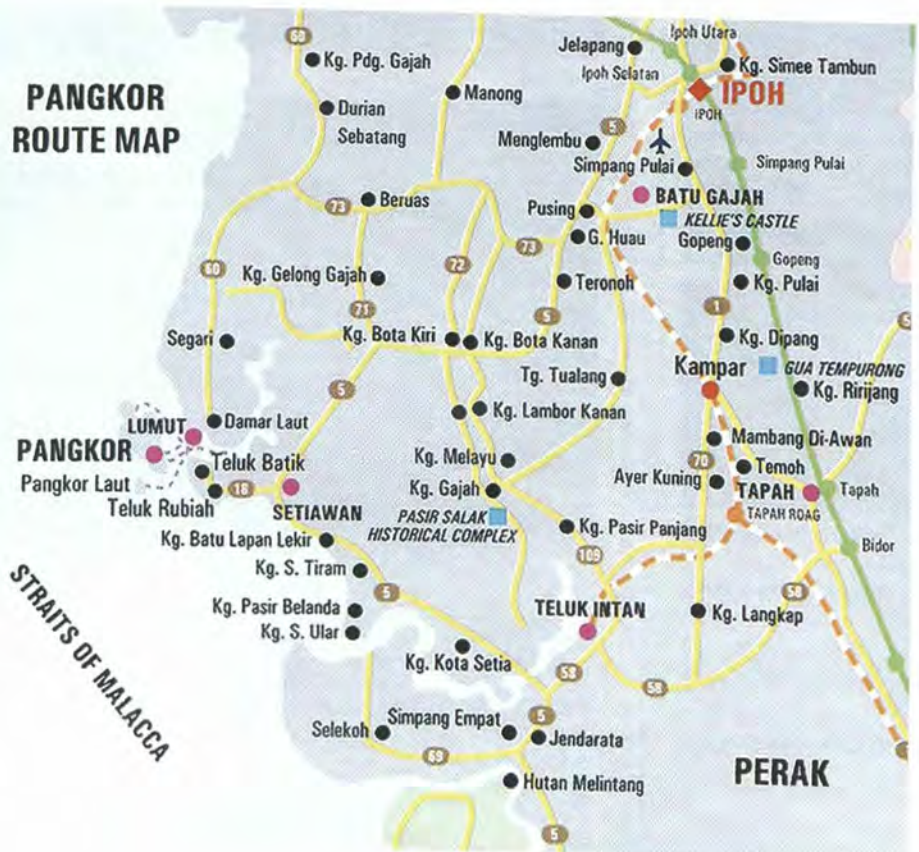 PANGKOR
ROUTE MAP
60
Kg. Pdg. Gajah
Durian
Sebatang
Manong
Jelapang
Ipoh Utara
Ipoh Selatan
Kg. Simee Tambun
IPOH
IPOH
5
Menglembu
Simpang Pulai
Simpang Pulai
BATU GAJAH
KELLIE'S CASTLE
73
Beruas
Pusing
G. Huau
73
Gopeng
Gopeng
60
72
Kg. Gelong Gajah
Teronoh
Kg. Pulai
71
5
1
5
Segari
Kg. Bota Kiri
Kg. Bota Kanan
Kg. Dipang
Kampar
GUA TEMPURONG
Tg. Tualang
Kg. Ririjang
5
LUMUT
Damar Laut
Kg. Lambor Kanan
PANGKOR
Pangkor Laut
Teluk Batik
Teluk Rubiah
18
SETIAWAN
Kg. Melayu
Kg. Gajah
Mambang Di-Awan
70
Temoh
Ayer Kuning
TAPAH
Tapah
TAPAH ROAG
PASIR SALAK
HISTORICAL COMPLEX
Kg. Pasir Panjang
Kg. Batu Lapan Lekir
109
Bidor
Kg. S. Tiram
5
58
STRAITS OF MALACCA
Kg. Pasir Belanda
Kg. S. Ular
TELUK INTAN
Kg. Langkap
Kg. Kota Setia
58
58
Selekoh
Simpang Empat
5
Jendarata
69
Hutan Melintang
PERAK
5